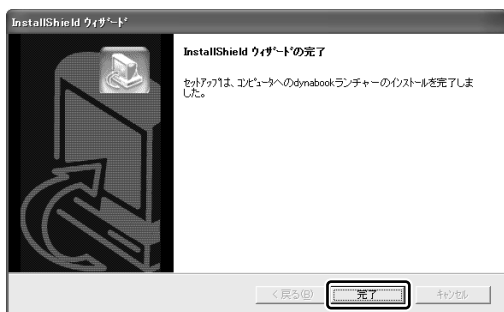 InstallShield ウィザード
InstallShield ウィザードの完了
セットアップは、コンピュータへのdynabookランチャーのインストールを完了しま
した。
< 戻る(B)
完了
キャンセル